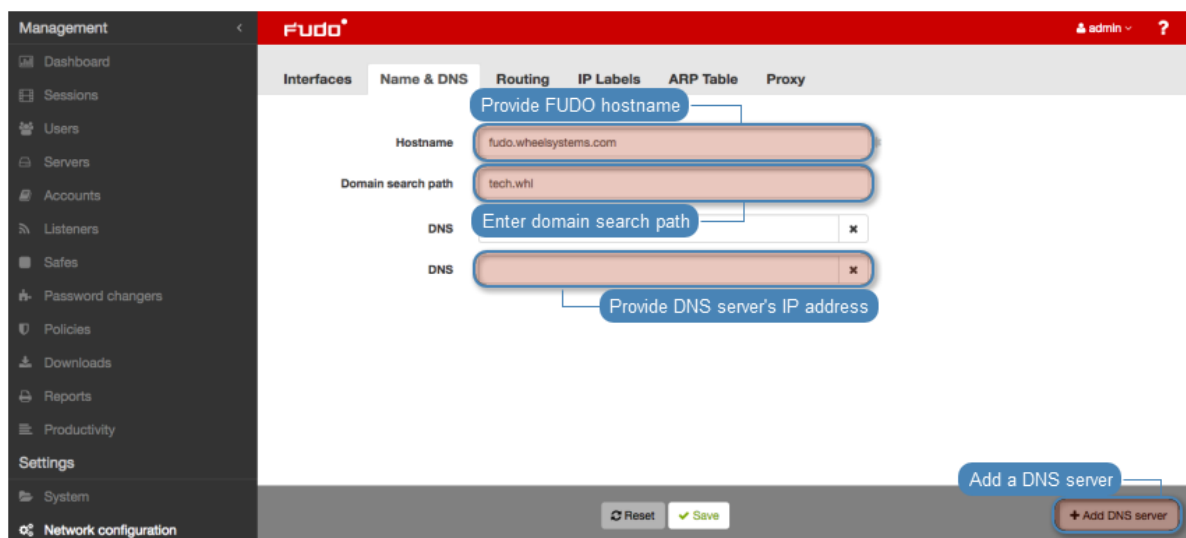 Management
Dashboard
Sessions
Users
Servers
Accounts
Listeners
Safes
Password changers
Policies
Downloads
Reports
Productivity
Settings
System
Network configuration
FUDO
admin
?
Interfaces Name & DNS Routing IP Labels ARP Table Proxy
Provide FUDO hostname
Hostname fudo.wheelsystems.com
Domain search path tech.whl
Enter domain search path
DNS
DNS
Provide DNS server's IP address
Add a DNS server
Reset Save + Add DNS server